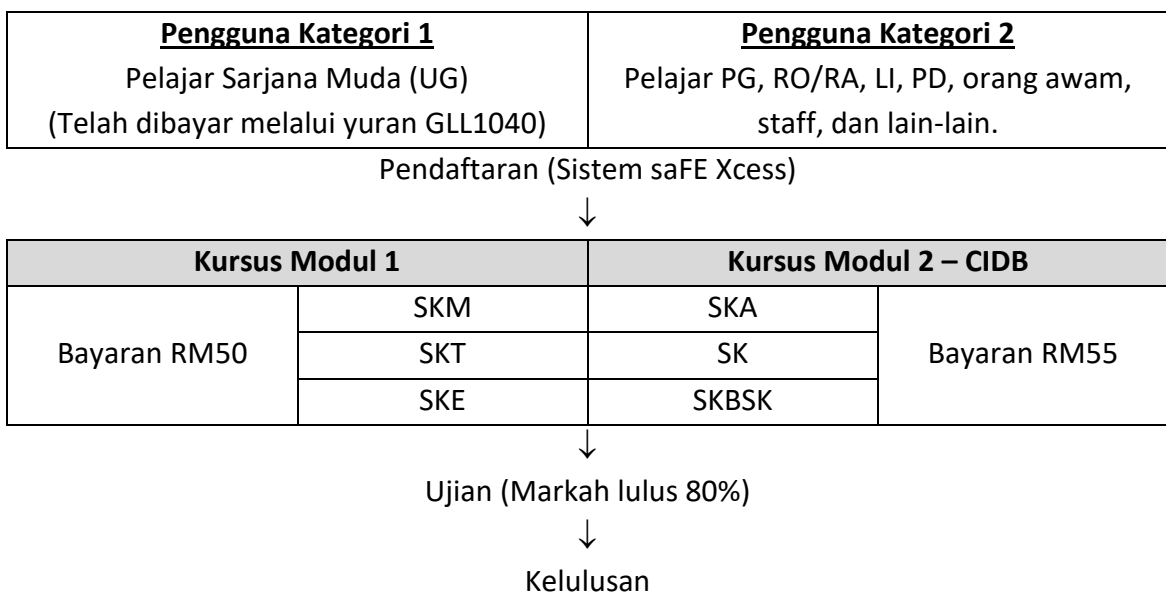 Pengguna Kategori 1
Pelajar Sarjana Muda (UG)
(Telah dibayar melalui yuran GLL1040)
Pengguna Kategori 2
Pelajar PG, RO/RA, LI, PD, orang awam,
staff, dan lain-lain.
Pendaftaran (Sistem saFE Xcess)
↓
Kursus Modul 1
Kursus Modul 2 – CIDB
Bayaran RM50
SKM
SKT
SKE
SKA
SK
SKBSK
Bayaran RM55
↓
Ujian (Markah lulus 80%)
↓
Kelulusan